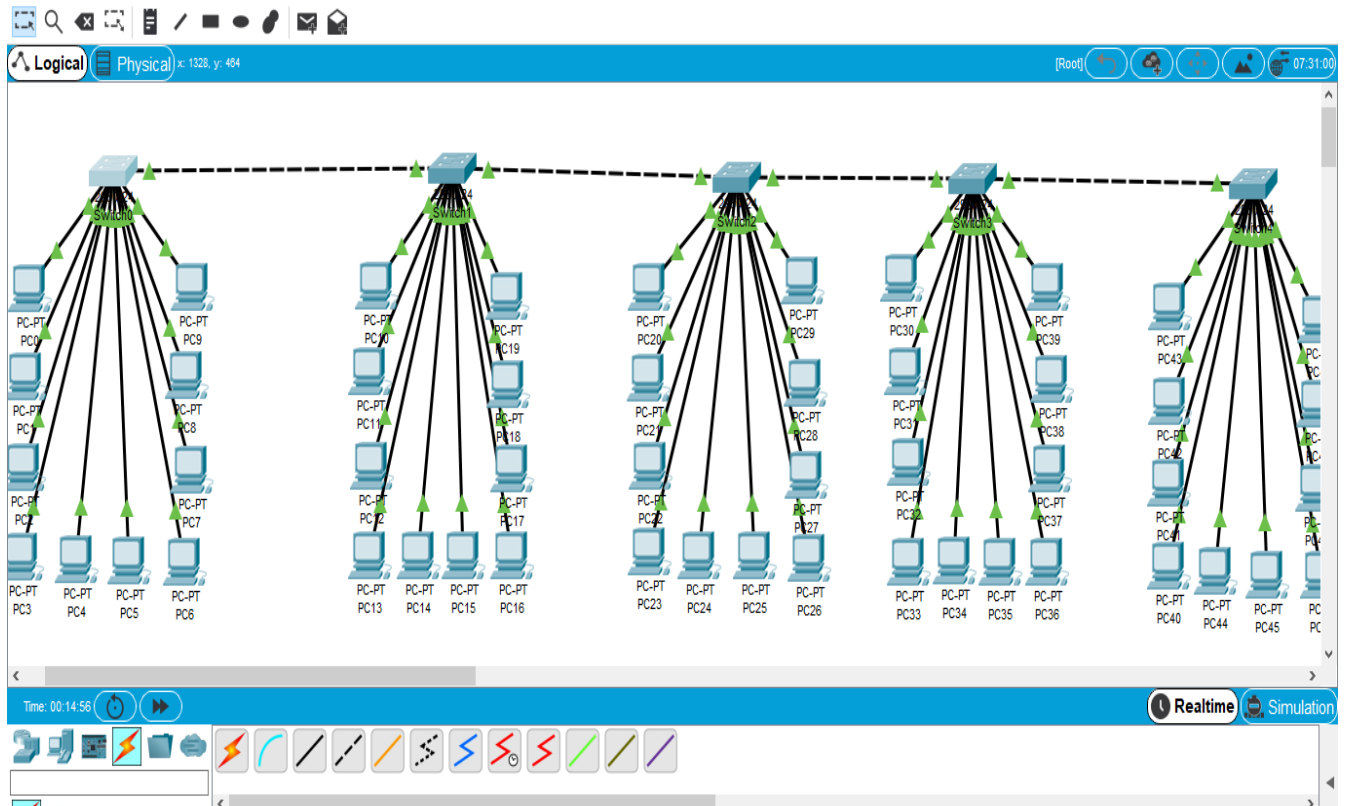 Logical
Physical
x: 1328, y: 464
[Root]
07:31:00
Switch0
Switch1
Switch2
Switch3
Switch4
PC-PT
PC0
PC-PT
PC9
PC-PT
PC1
PC-PT
PC8
PC-PT
PC2
PC-PT
PC7
PC-PT
PC3
PC-PT
PC4
PC-PT
PC5
PC-PT
PC6
PC-PT
PC10
PC-PT
PC19
PC-PT
PC11
PC-PT
PC18
PC-PT
PC12
PC-PT
PC17
PC-PT
PC13
PC-PT
PC14
PC-PT
PC15
PC-PT
PC16
PC-PT
PC20
PC-PT
PC29
PC-PT
PC21
PC-PT
PC28
PC-PT
PC22
PC-PT
PC27
PC-PT
PC23
PC-PT
PC24
PC-PT
PC25
PC-PT
PC26
PC-PT
PC30
PC-PT
PC39
PC-PT
PC31
PC-PT
PC38
PC-PT
PC32
PC-PT
PC37
PC-PT
PC33
PC-PT
PC34
PC-PT
PC35
PC-PT
PC36
PC-PT
PC43
PC-PT
PC42
PC-PT
PC41
PC-PT
PC40
PC-PT
PC44
PC-PT
PC45
Time: 00:14:56
Realtime
Simulation